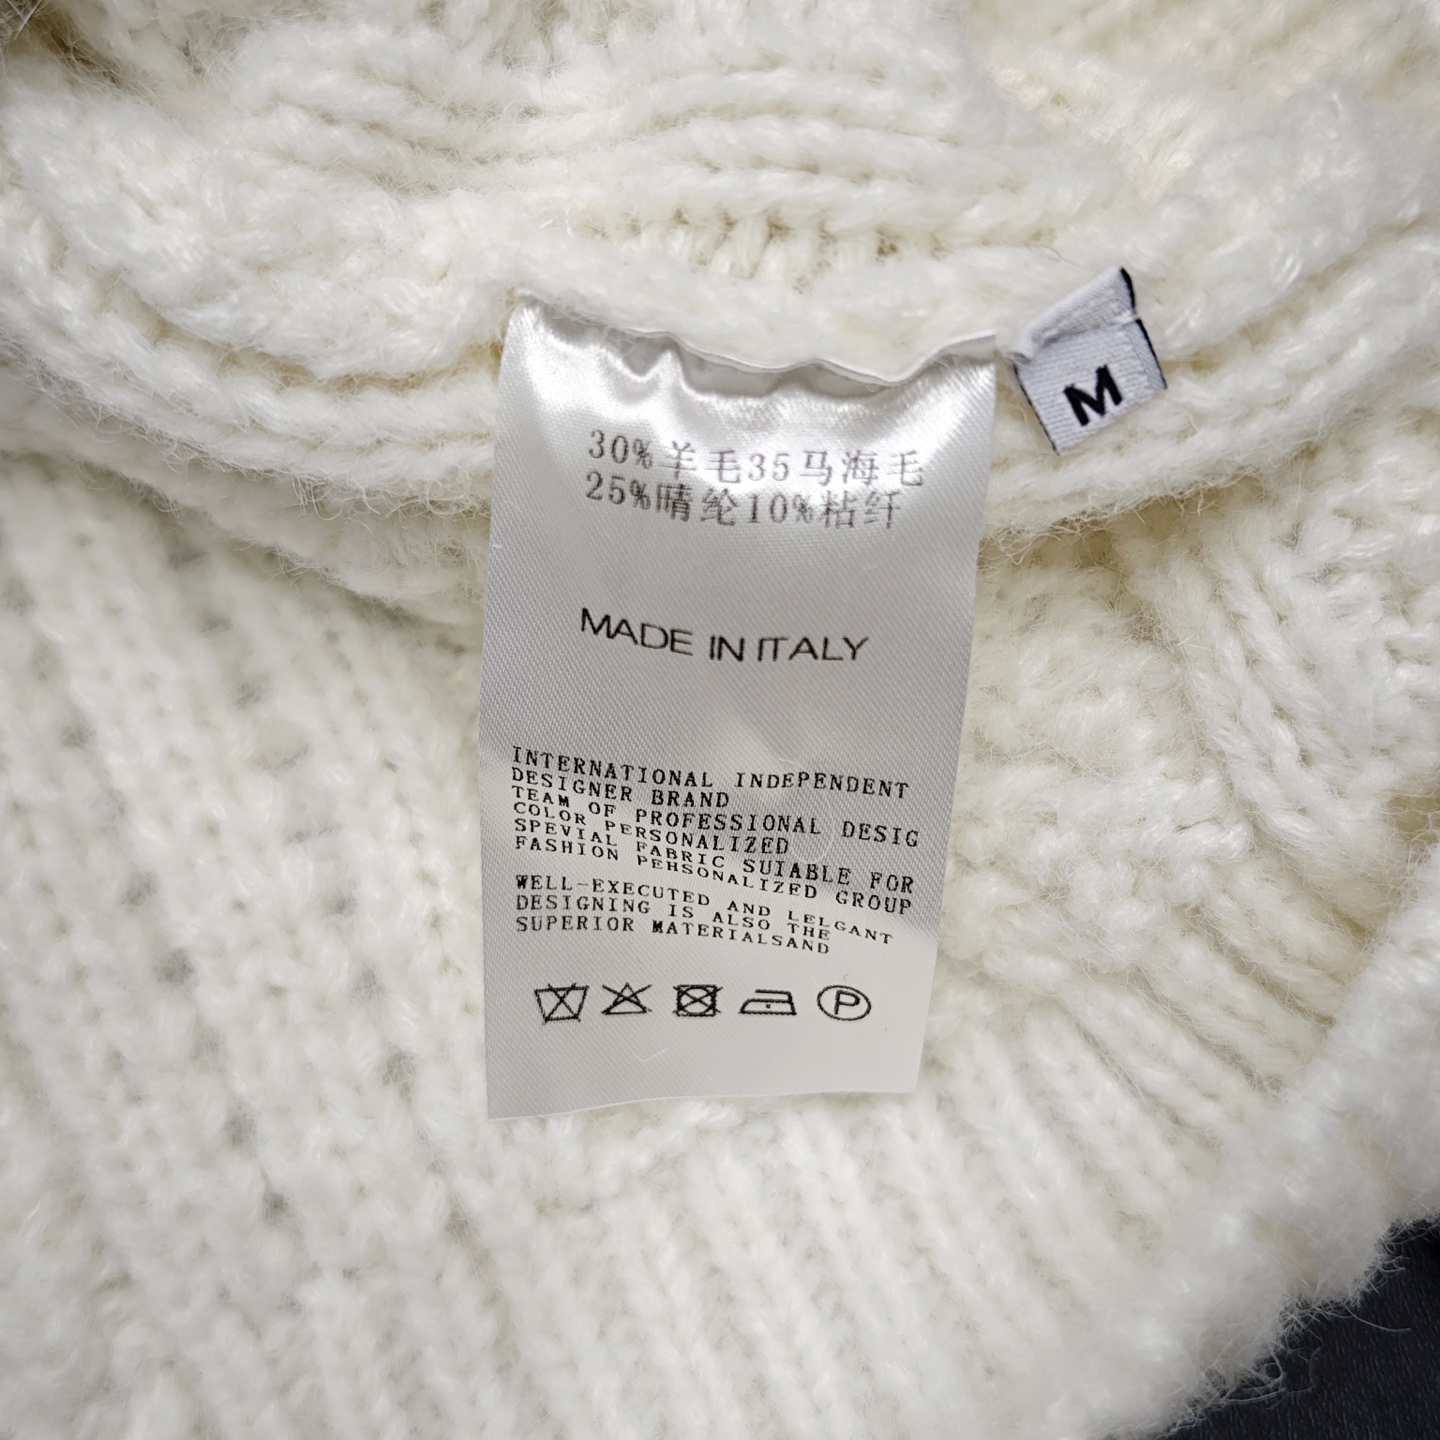 30%羊毛35马海毛
25%晴纶10%粘纤
M
MADE IN ITALY
INTERNATIONAL INDEPENDENT
DESIGNER BRAND
TEAM OF PROFESSIONAL DESIG
COLOR PERSONALIZED
SPEVIAL FABRIC SUIABLE FOR
FASHION PEHSONALIZED GROUP
WELL-EXECUTED AND LELGANT
DESIGNING IS ALSO THE
SUPERIOR MATERIALSAND
P